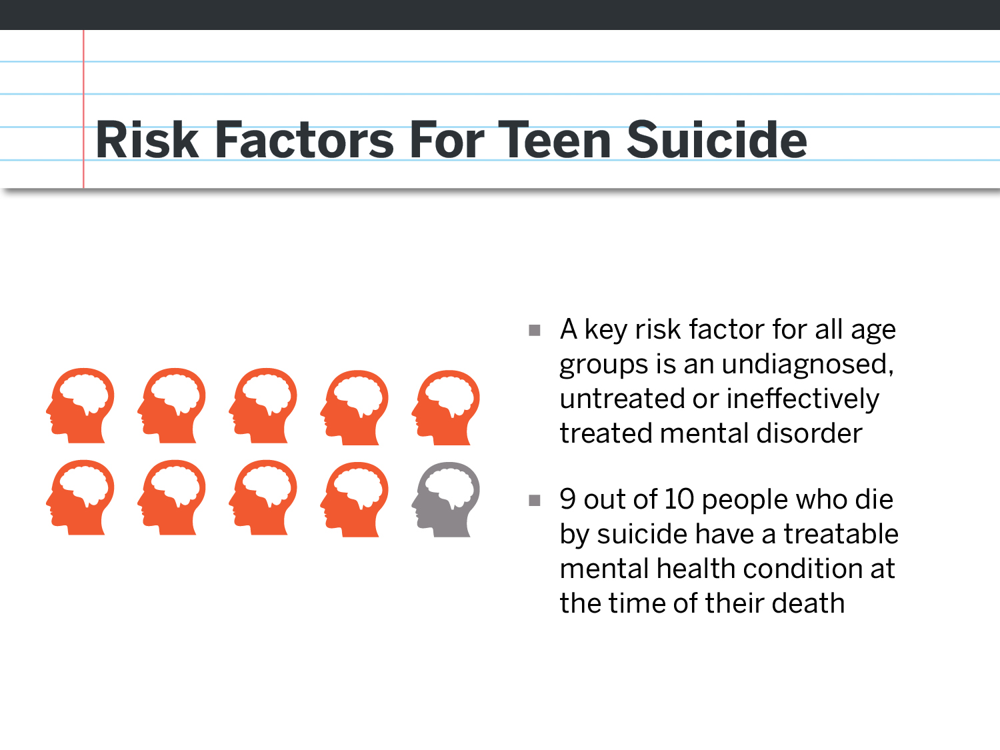 Risk Factors For Teen Suicide
■ A key risk factor for all age
groups is an undiagnosed,
untreated or ineffectively
treated mental disorder
■ 9 out of 10 people who die
by suicide have a treatable
mental health condition at
the time of their death